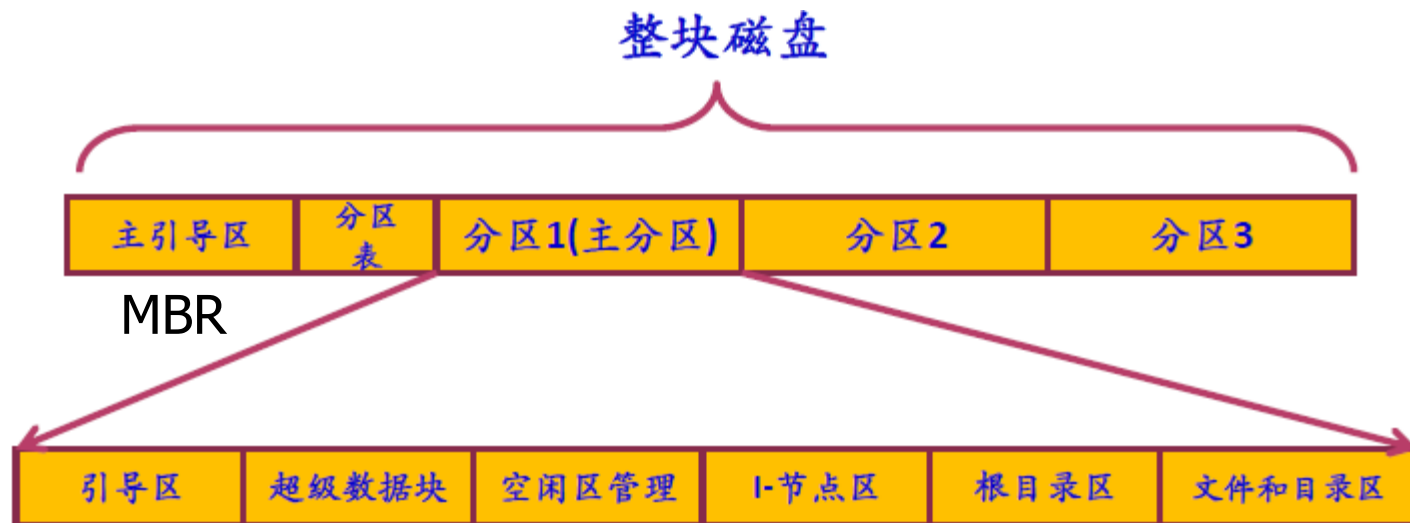 整块磁盘
主引导区
分区
表
分区1(主分区)
分区2
分区3
MBR
引导区
超级数据块
空闲区管理
I-节点区
根目录区
文件和目录区